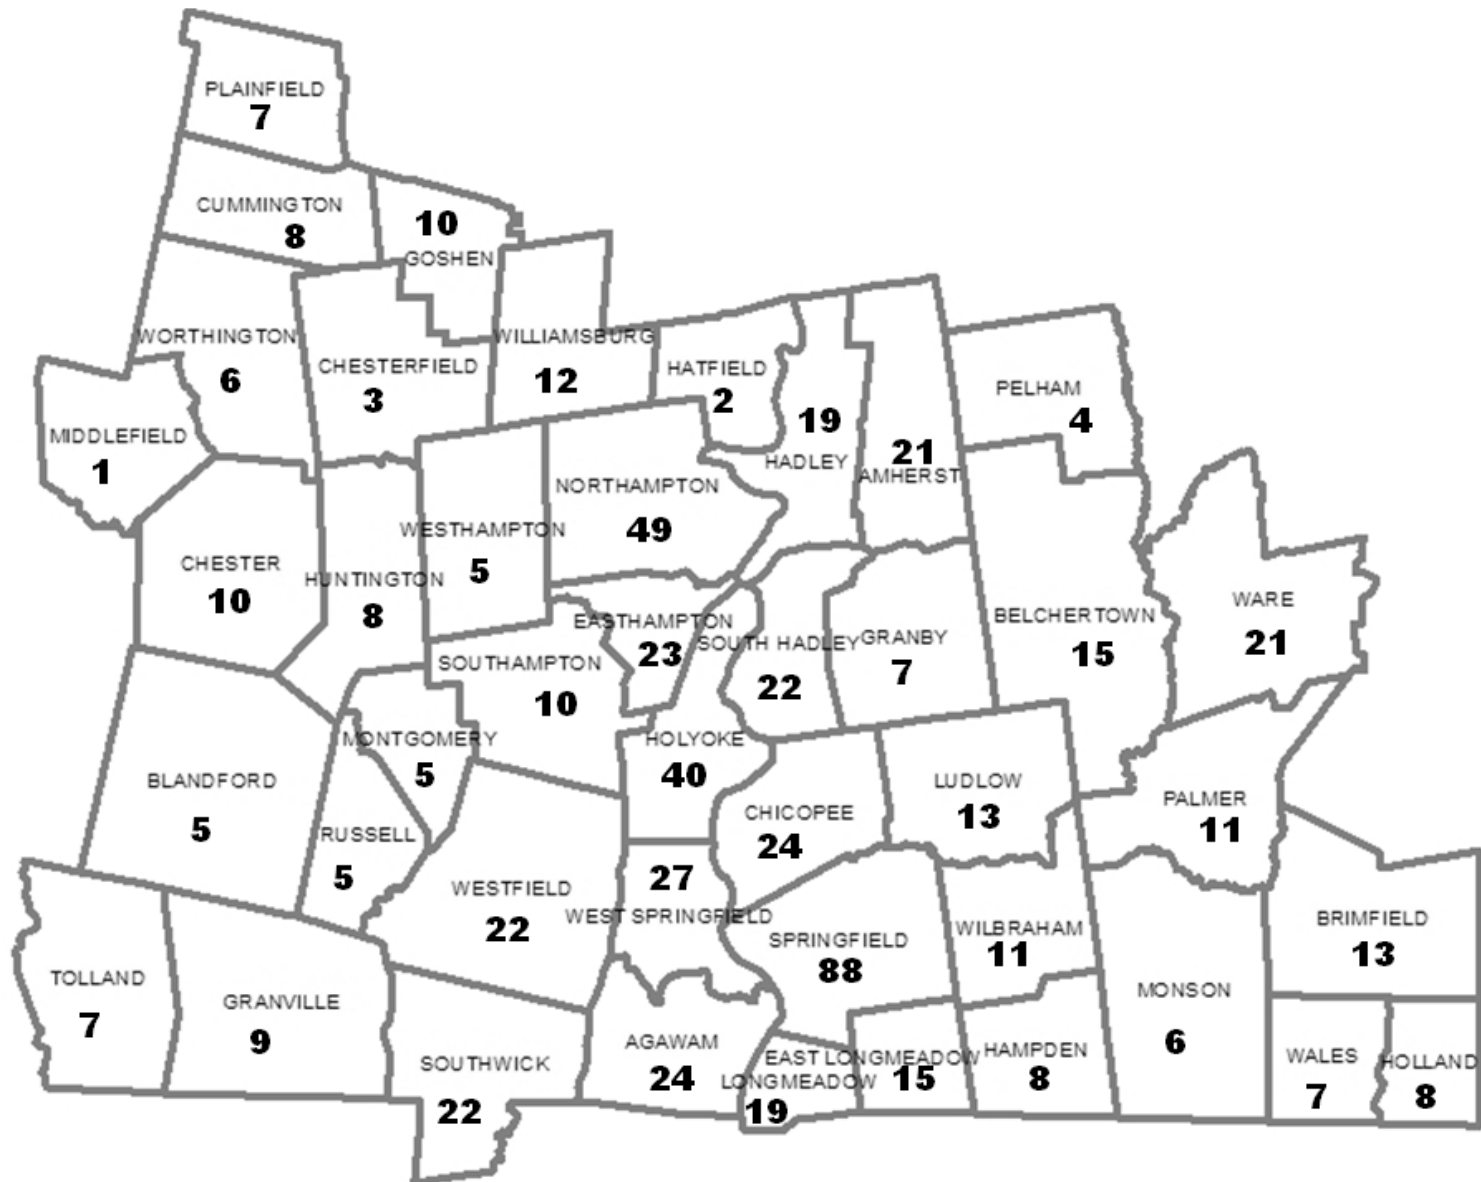 PLAINFIELD
7
CUMMINGTON
8
10
GOSHEN
WORTHINGTON
6
CHESTERFIELD
3
WILLIAMSBURG
12
HATFIELD
2
19
HADLEY
21
AMHERST
PELHAM
4
MIDDLEFIELD
1
CHESTER
10
HUNTINGTON
8
WESTHAMPTON
5
NORTHAMPTON
49
EASTHAMPTON
23
SOUTH HADLEY
22
GRANBY
7
BELCHERTOWN
15
WARE
21
SOUTHAMPTON
10
MONTGOMERY
5
HOLYOKE
40
BLANDFORD
5
RUSSELL
5
CHICOPEE
24
LUDLOW
13
PALMER
11
WESTFIELD
22
27
WEST SPRINGFIELD
SPRINGFIELD
88
WILBRAHAM
11
BRIMFIELD
13
TOLLAND
7
GRANVILLE
9
SOUTHWICK
22
AGAWAM
24
LONGMEADOW
19
EAST LONGMEADOW
15
HAMPDEN
8
MONSON
6
WALES
7
HOLLAND
8